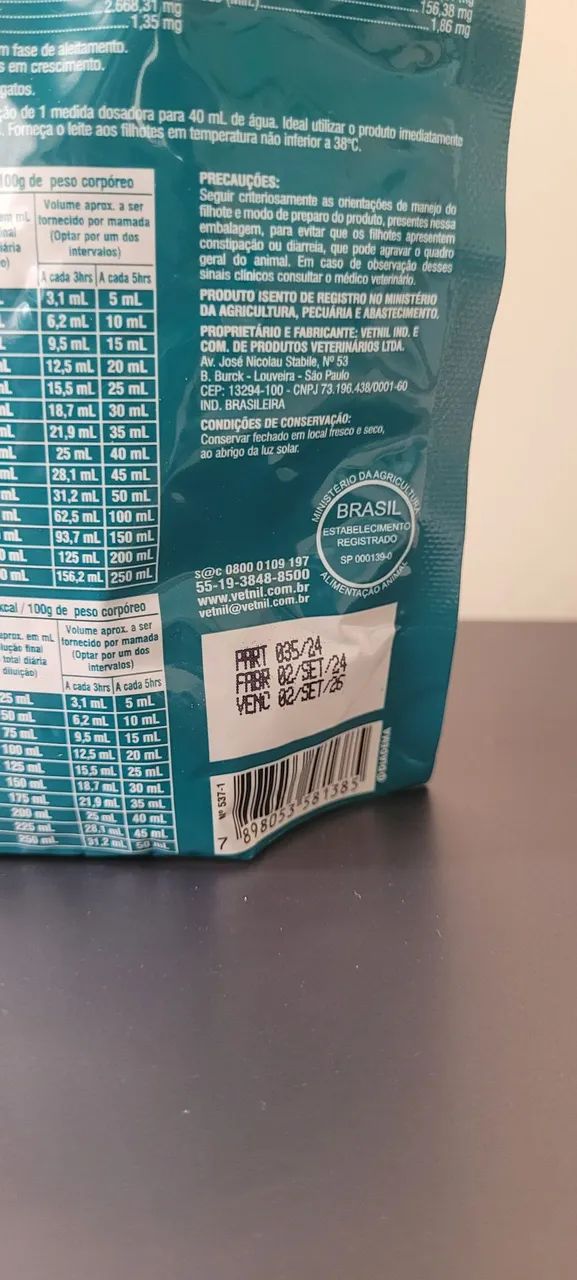 2.668,31 mg
1,35 mg
156,38 mg
1,86 mg
m fase de aleitamento.
s em crescimento.
gatos.
ção de 1 medida dosadora para 40 mL de água. Ideal utilizar o produto imediatamente
. Forneça o leite aos filhotes em temperatura não inferior a 38ºC.
100g de peso corpóreo
Volume aprox. a ser
fornecido por mamada
(Optar por um dos
intervalos)
A cada 3hrs A cada 5hrs
3,1 mL 5 mL
6,2 mL 10 mL
9,5 mL 15 mL
12,5 mL 20 mL
15,5 mL 25 mL
18,7 mL 30 mL
21,9 mL 35 mL
25 mL 40 mL
28,1 mL 45 mL
31,2 mL 50 mL
62,5 mL 100 mL
93,7 mL 150 mL
125 mL 200 mL
156,2 mL 250 mL
kcal / 100g de peso corpóreo
aprox. em mL
lução final
total diária
diluição)
Volume aprox. a ser
fornecido por mamada
(Optar por um dos
intervalos)
A cada 3hrs A cada 5hrs
25 mL 3,1 mL 5 mL
50 mL 6,2 mL 10 mL
75 mL 9,5 mL 15 mL
100 mL 12,5 mL 20 mL
125 mL 15,5 mL 25 mL
150 mL 18,7 mL 30 mL
175 mL 21,9 mL 35 mL
200 mL 25 mL 40 mL
225 mL 28,1 mL 45 mL
250 mL 31,2 mL 50 mL
PRECAUÇÕES:
Seguir criteriosamente as orientações de manejo do
filhote e modo de preparo do produto, presentes nessa
embalagem, para evitar que os filhotes apresentem
constipação ou diarreia, que pode agravar o quadro
geral do animal. Em caso de observação desses
sinais clínicos consultar o médico veterinário.
PRODUTO ISENTO DE REGISTRO NO MINISTÉRIO
DA AGRICULTURA, PECUÁRIA E ABASTECIMENTO.
PROPRIETÁRIO E FABRICANTE: VETNIL IND. E
COM. DE PRODUTOS VETERINÁRIOS LTDA.
Av. José Nicolau Stabile, Nº 53
B. Burck - Louveira - São Paulo
CEP: 13294-100 - CNPJ 73.196.438/0001-60
IND. BRASILEIRA
CONDIÇÕES DE CONSERVAÇÃO:
Conservar fechado em local fresco e seco,
ao abrigo da luz solar.
MINISTÉRIO DA AGRICULTURA
BRASIL
ESTABELECIMENTO
REGISTRADO
SP 000139-0
ALIMENTAÇÃO ANIMAL
s@c 0800 0109 197
55-19-3848-8500
www.vetnil.com.br
vetnil@vetnil.com.br
PART 035/24
FABR 02/SET/24
VENC 02/SET/26
Nº 537-1
7 898053 581385
@DIADEMA